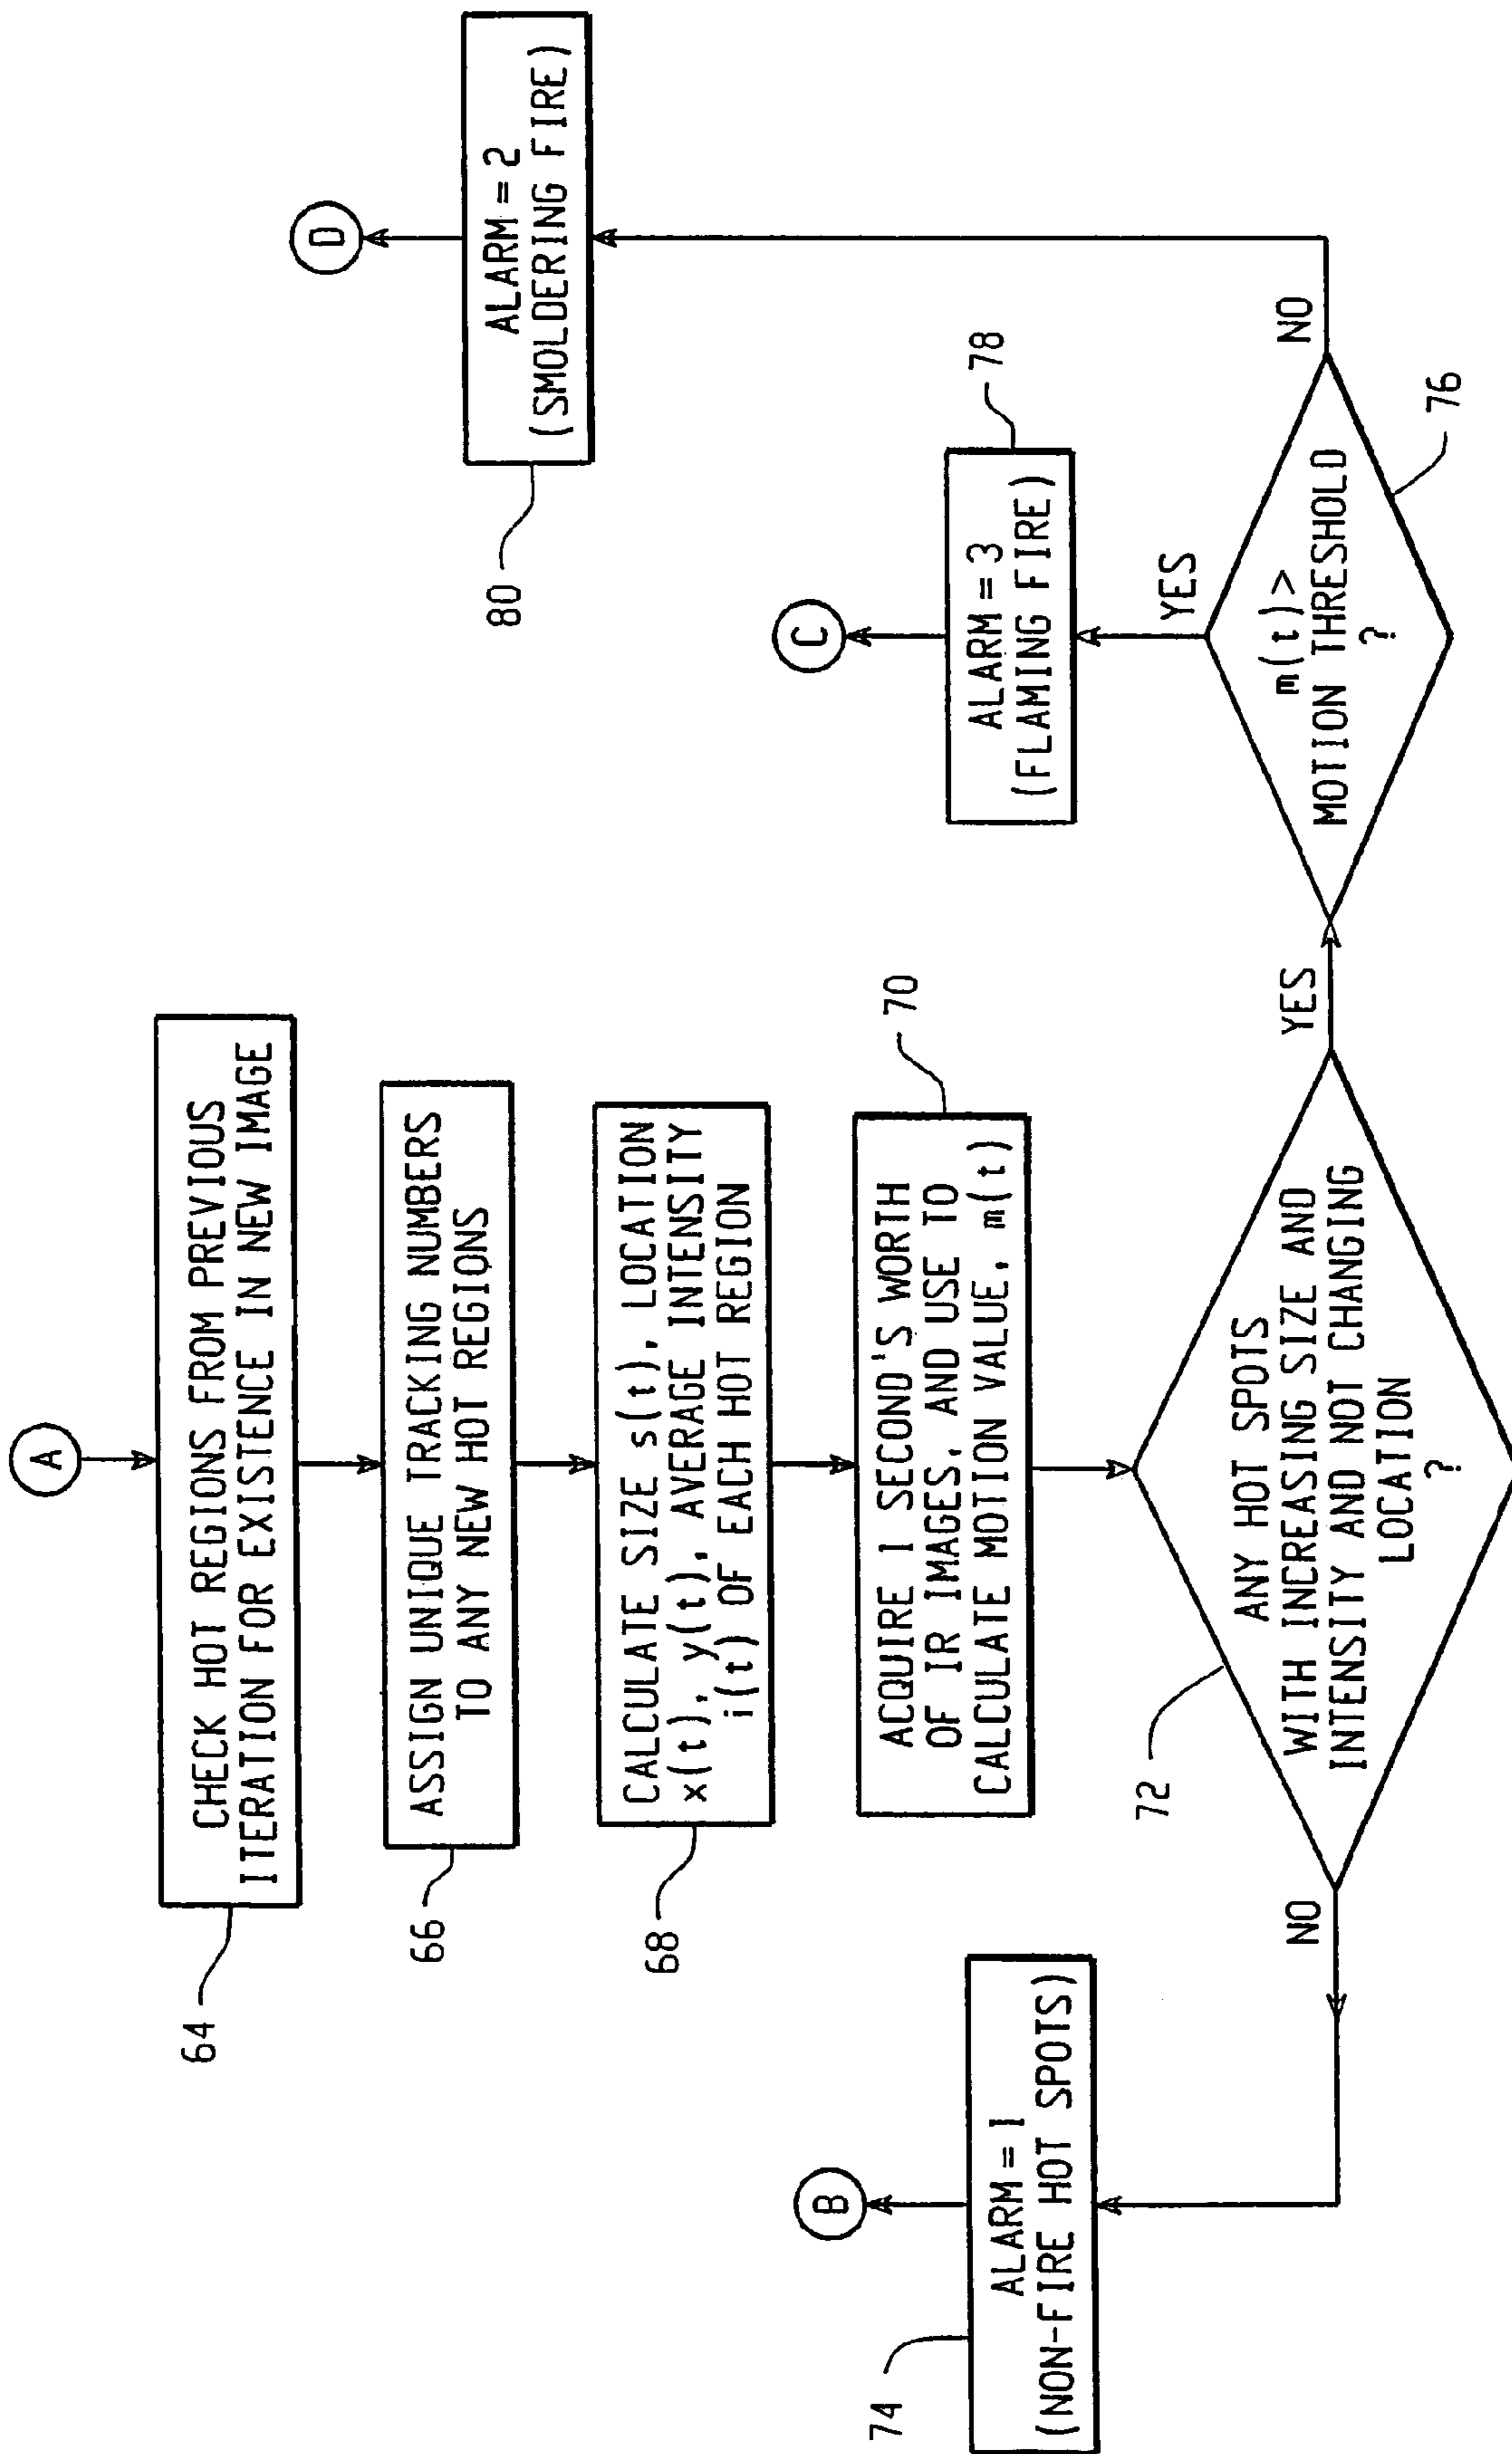 A
CHECK HOT REGIONS FROM PREVIOUS
ITERATION FOR EXISTENCE IN NEW IMAGE
64
ASSIGN UNIQUE TRACKING NUMBERS
TO ANY NEW HOT REGIONS
66
CALCULATE SIZE s(t), LOCATION
x(t), y(t), AVERAGE INTENSITY
i(t) OF EACH HOT REGION
68
ACQUIRE 1 SECOND'S WORTH
OF IR IMAGES, AND USE TO
CALCULATE MOTION VALUE, m(t)
70
ANY HOT SPOTS
WITH INCREASING SIZE AND
INTENSITY AND NOT CHANGING
LOCATION
?
72
NO
YES
B
ALARM = 1
(NON-FIRE HOT SPOTS)
74
m(t)>
MOTION THRESHOLD
?
76
YES
NO
C
ALARM = 3
(FLAMING FIRE)
78
D
ALARM = 2
(SMOLDERING FIRE)
80